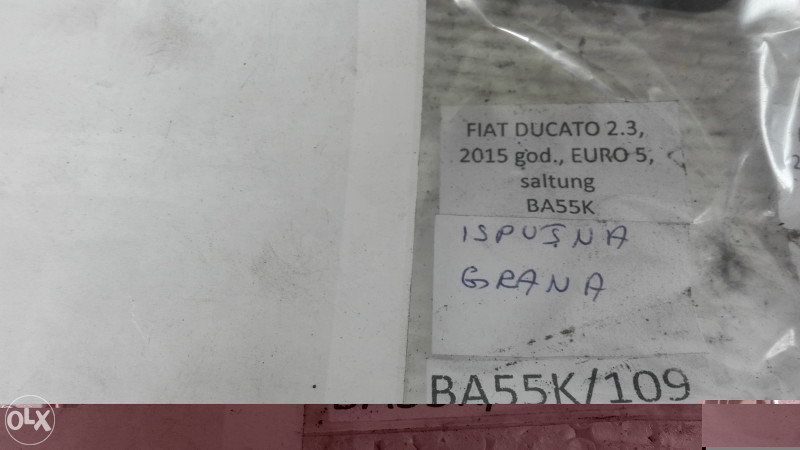 FIAT DUCATO 2.3,
2015 god., EURO 5,
saltung
BA55K
ISPUŠNA
GRANA
BA55K/109
OLX